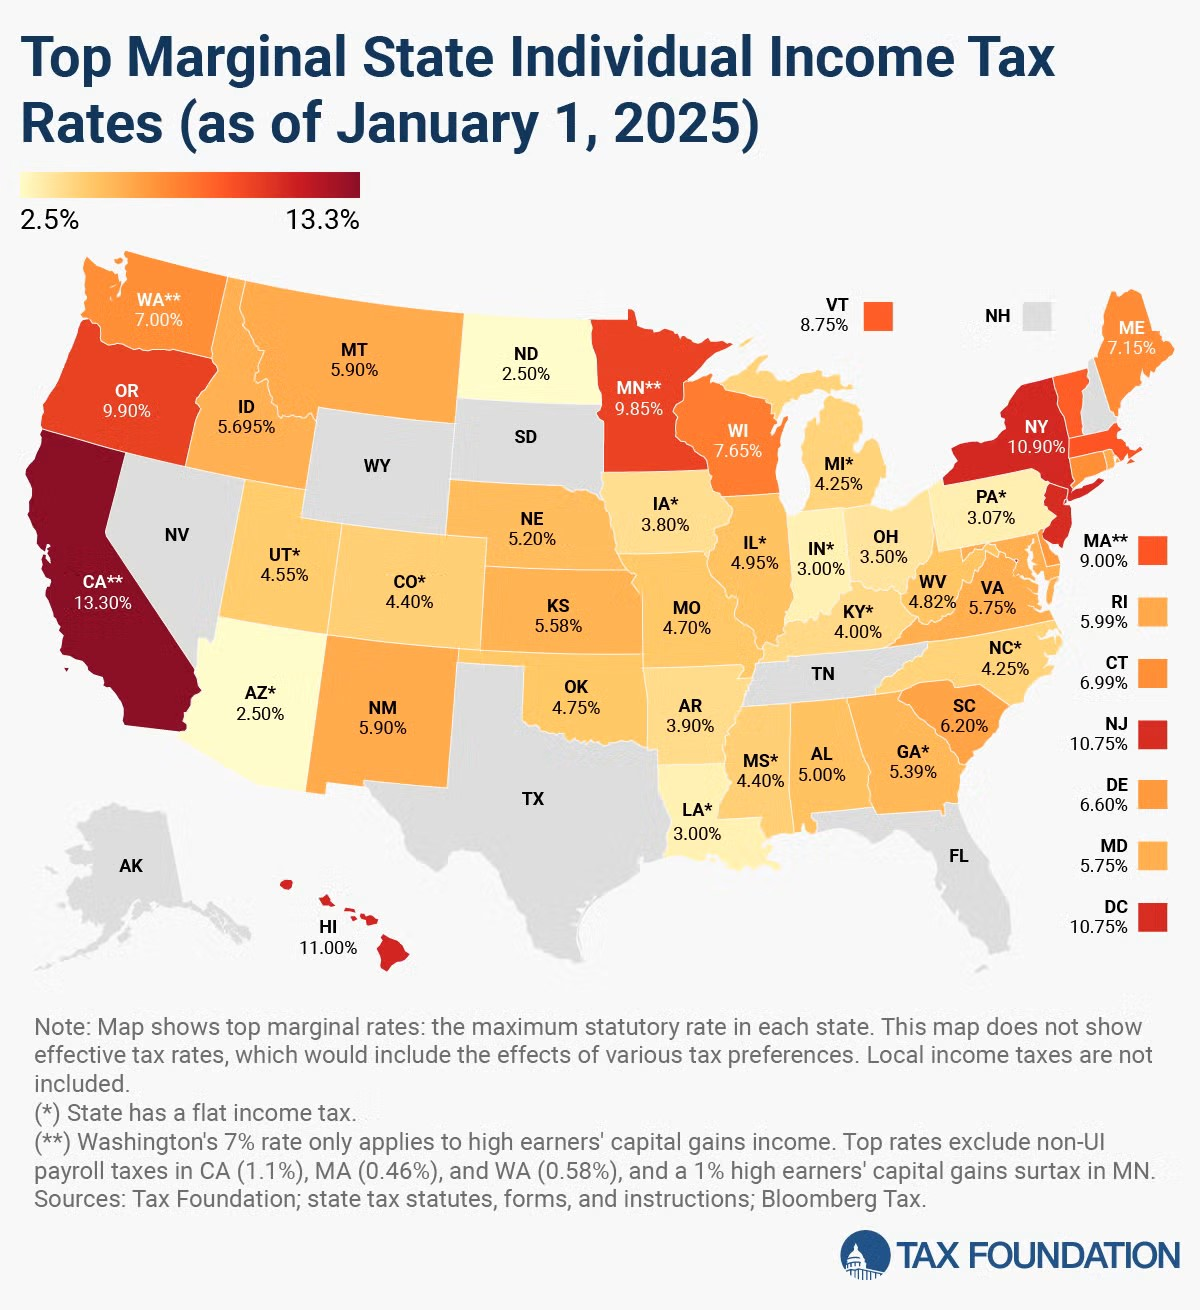 Top Marginal State Individual Income Tax
Rates (as of January 1, 2025)
2.5%
13.3%
WA**
7.00%
OR
9.90%
CA**
13.30%
ID
5.695%
MT
5.90%
WY
NV
UT*
4.55%
CO*
4.40%
AZ*
2.50%
NM
5.90%
ND
2.50%
SD
NE
5.20%
KS
5.58%
OK
4.75%
TX
MN**
9.85%
IA*
3.80%
MO
4.70%
AR
3.90%
LA*
3.00%
WI
7.65%
IL*
4.95%
MI*
4.25%
IN*
3.00%
OH
3.50%
KY*
4.00%
TN
MS*
4.40%
AL
5.00%
GA*
5.39%
FL
SC
6.20%
NC*
4.25%
VA
5.75%
WV
4.82%
PA*
3.07%
NY
10.90%
VT
8.75%
NH
ME
7.15%
MA**
9.00%
RI
5.99%
CT
6.99%
NJ
10.75%
DE
6.60%
MD
5.75%
DC
10.75%
AK
HI
11.00%
Note: Map shows top marginal rates: the maximum statutory rate in each state. This map does not show
effective tax rates, which would include the effects of various tax preferences. Local income taxes are not
included.
(*) State has a flat income tax.
(**) Washington's 7% rate only applies to high earners' capital gains income. Top rates exclude non-UI
payroll taxes in CA (1.1%), MA (0.46%), and WA (0.58%), and a 1% high earners' capital gains surtax in MN.
Sources: Tax Foundation; state tax statutes, forms, and instructions; Bloomberg Tax.
TAX FOUNDATION